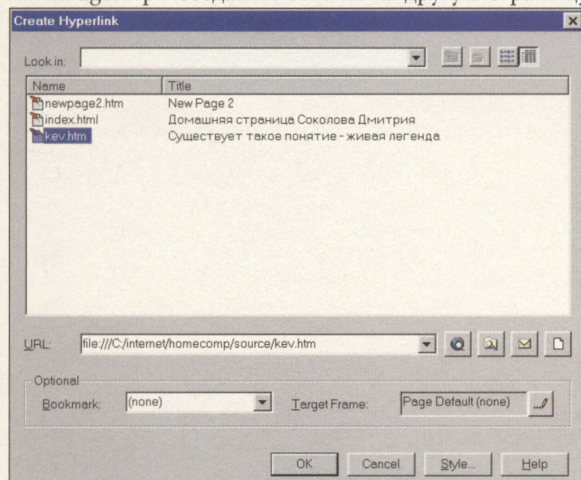 Create Hyperlink
Look in:
Name Title
newpage2.htm New Page 2
index.html Домашняя страница Соколова Дмитрия
kev.htm Существует такое понятие - живая легенда
URL: file:///C:/internet/homecomp/source/kev.htm
Optional
Bookmark: (none) Target Frame: Page Default (none)
OK Cancel Style... Help